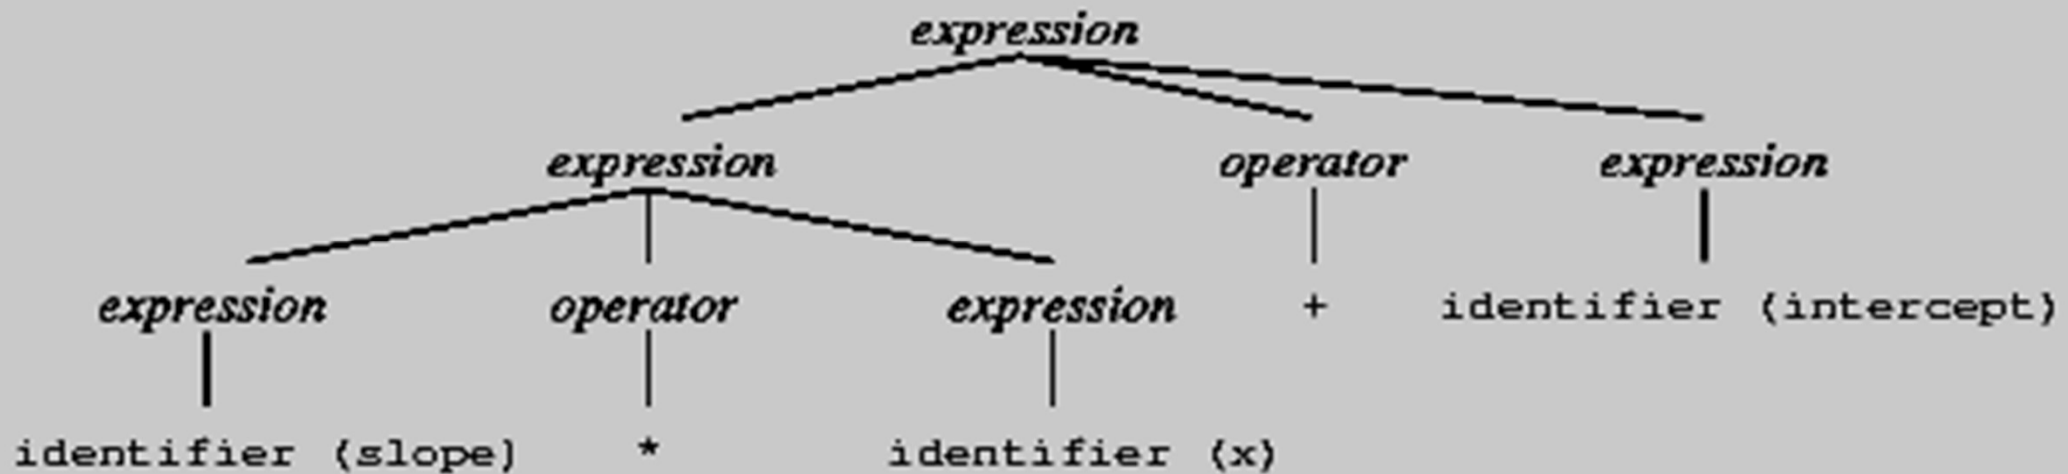 expression
expression operator expression
expression operator expression + identifier (intercept)
identifier (slope) * identifier (x)